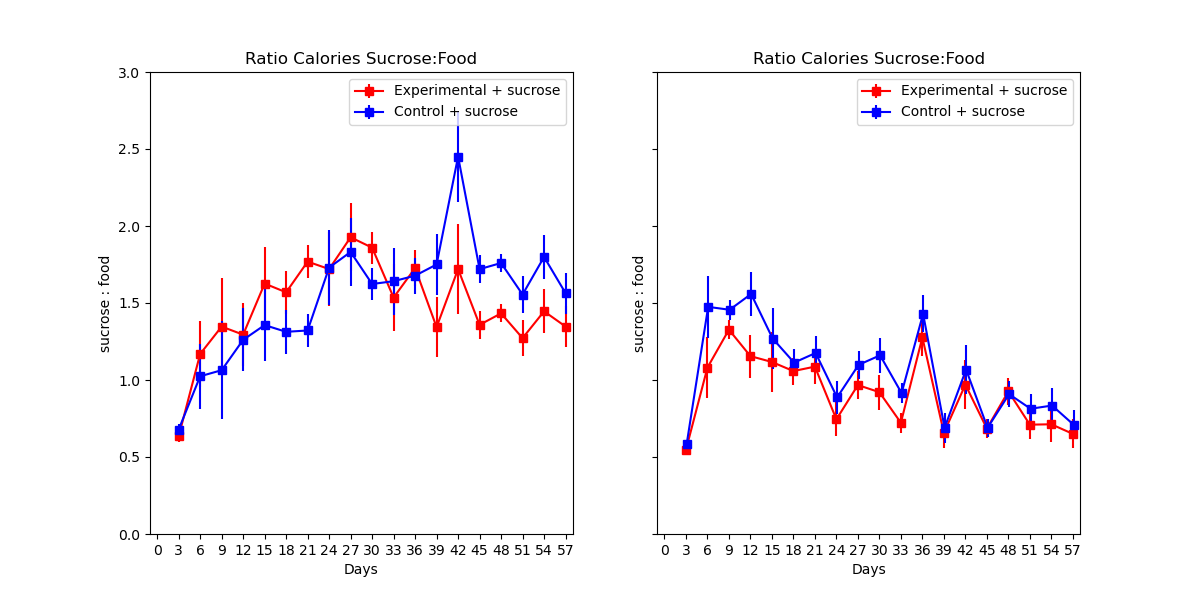 Ratio Calories Sucrose:Food
Experimental + sucrose
Control + sucrose
3.0
2.5
2.0
1.5
1.0
0.5
0.0
sucrose : food
0 3 6 9 12 15 18 21 24 27 30 33 36 39 42 45 48 51 54 57
Days
Ratio Calories Sucrose:Food
Experimental + sucrose
Control + sucrose
sucrose : food
0 3 6 9 12 15 18 21 24 27 30 33 36 39 42 45 48 51 54 57
Days